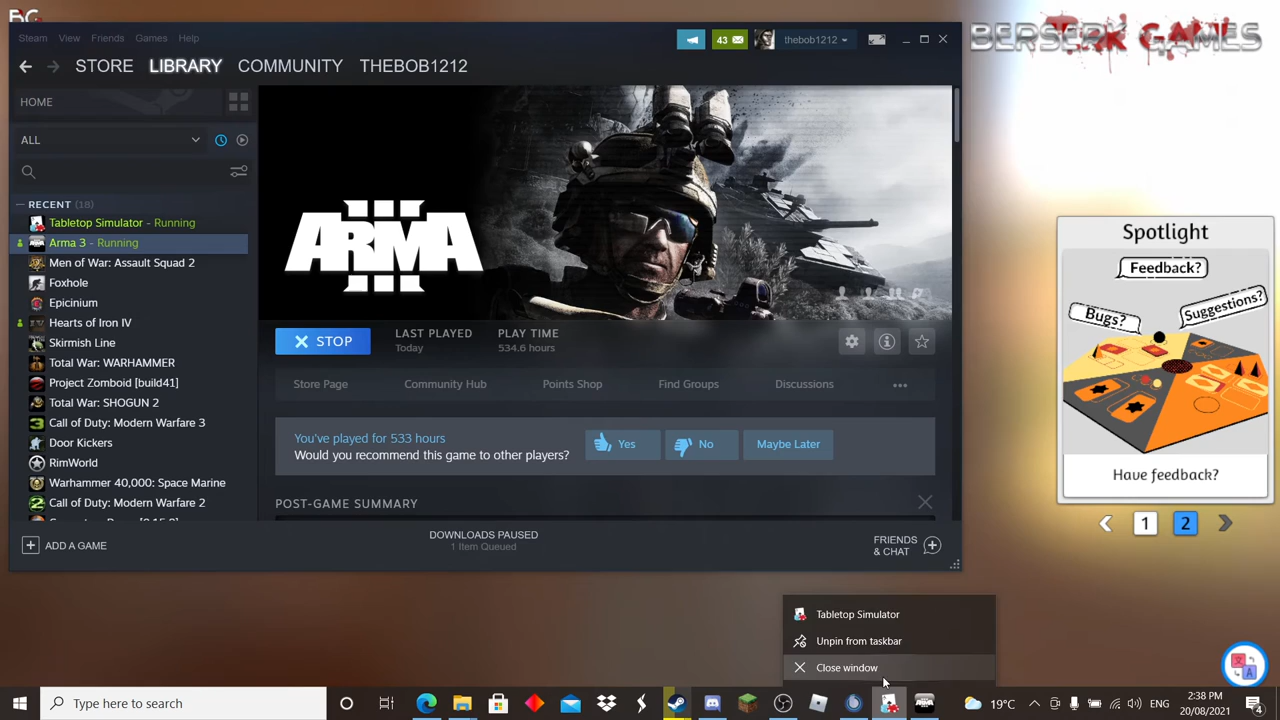 BERSERK GAMES
Steam View Friends Games Help
43
thebob1212
STORE LIBRARY COMMUNITY THEBOB1212
HOME
ALL
RECENT (18)
Tabletop Simulator - Running
Arma 3 - Running
Men of War: Assault Squad 2
Foxhole
Epicinium
Hearts of Iron IV
Skirmish Line
Total War: WARHAMMER
Project Zomboid [build41]
Total War: SHOGUN 2
Call of Duty: Modern Warfare 3
Door Kickers
RimWorld
Warhammer 40,000: Space Marine
Call of Duty: Modern Warfare 2
ADD A GAME
III
ARMA
STOP
LAST PLAYED
Today
PLAY TIME
534.6 hours
Store Page Community Hub Points Shop Find Groups Discussions
You've played for 533 hours
Would you recommend this game to other players?
Yes No Maybe Later
POST-GAME SUMMARY
DOWNLOADS PAUSED
1 Item Queued
FRIENDS
& CHAT
Spotlight
Feedback?
Bugs?
Suggestions?
Have feedback?
1 2
Tabletop Simulator
Unpin from taskbar
Close window
Type here to search
19°C
ENG
2:38 PM
20/08/2021
4